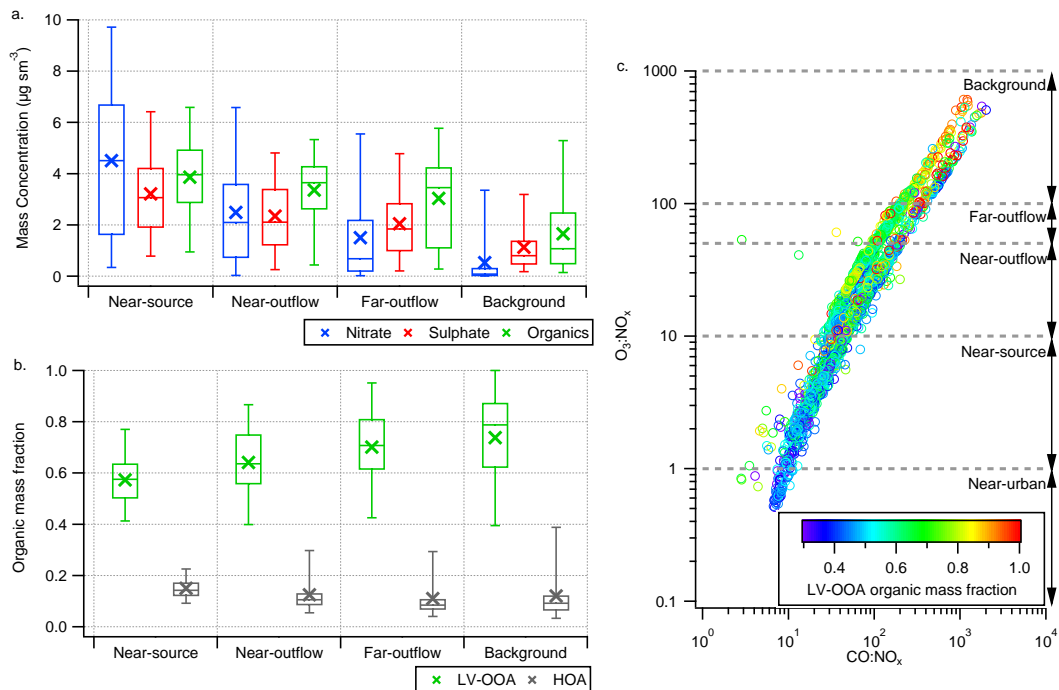 a.
Mass Concentration (µg sm⁻³)
10
8
6
4
2
0
Near-source Near-outflow Far-outflow Background
Nitrate Sulphate Organics
b.
Organic mass fraction
1.0
0.8
0.6
0.4
0.2
0.0
Near-source Near-outflow Far-outflow Background
LV-OOA HOA
c.
O₃:NOₓ
1000
100
10
1
0.1
Background
Far-outflow
Near-outflow
Near-source
Near-urban
0.4 0.6 0.8 1.0
LV-OOA organic mass fraction
10⁰ 10¹ 10² 10³ 10⁴
CO:NOₓ